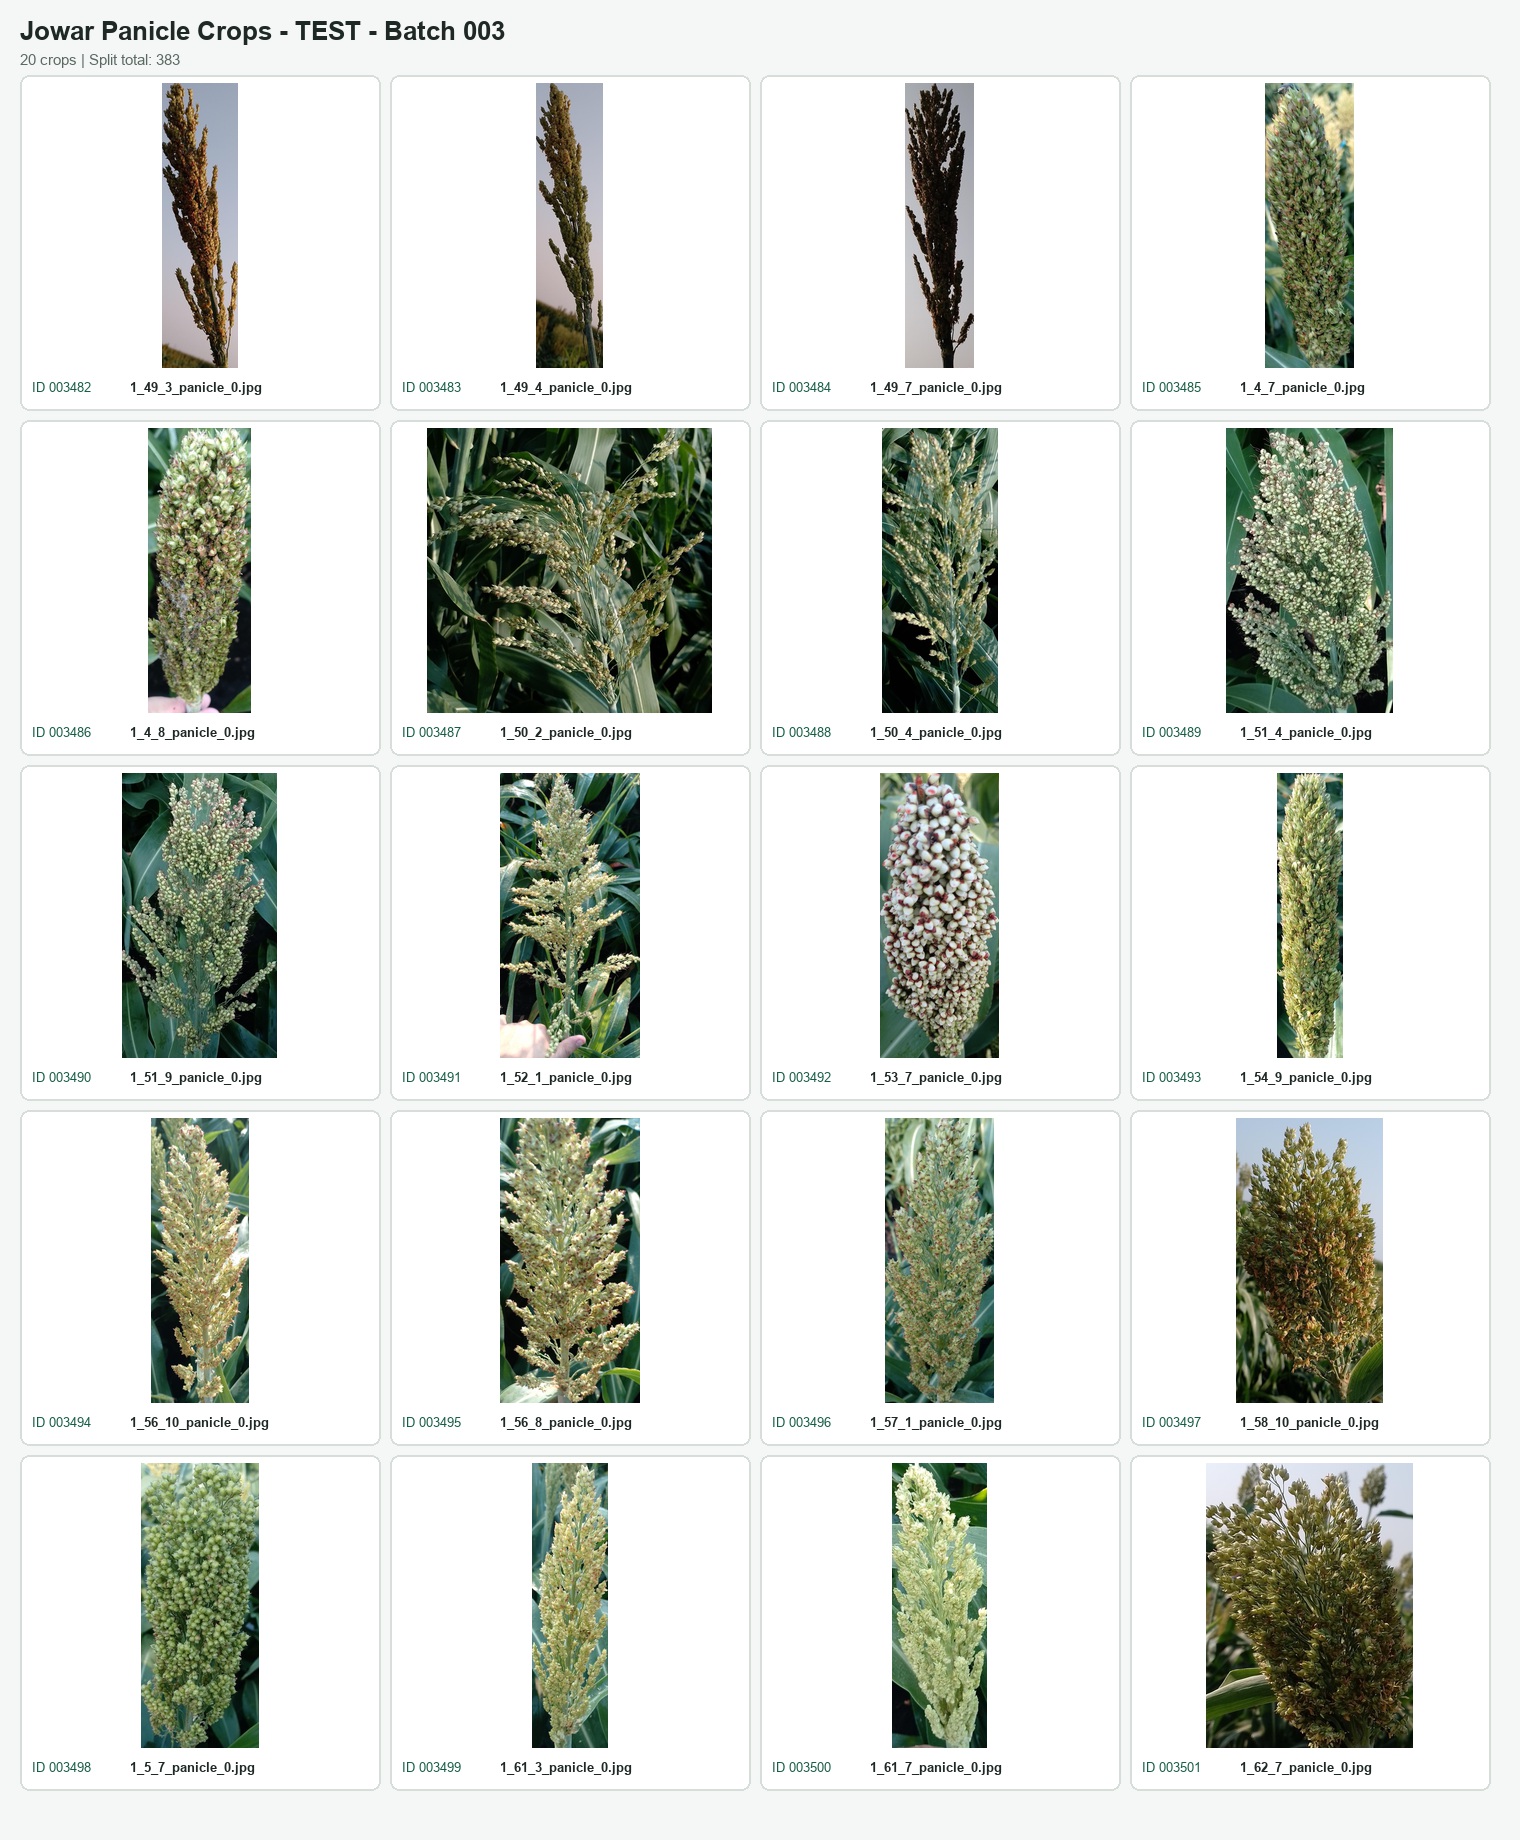 Jowar Panicle Crops - TEST - Batch 003
20 crops | Split total: 383
ID 003482 1_49_3_panicle_0.jpg
ID 003483 1_49_4_panicle_0.jpg
ID 003484 1_49_7_panicle_0.jpg
ID 003485 1_4_7_panicle_0.jpg
ID 003486 1_4_8_panicle_0.jpg
ID 003487 1_50_2_panicle_0.jpg
ID 003488 1_50_4_panicle_0.jpg
ID 003489 1_51_4_panicle_0.jpg
ID 003490 1_51_9_panicle_0.jpg
ID 003491 1_52_1_panicle_0.jpg
ID 003492 1_53_7_panicle_0.jpg
ID 003493 1_54_9_panicle_0.jpg
ID 003494 1_56_10_panicle_0.jpg
ID 003495 1_56_8_panicle_0.jpg
ID 003496 1_57_1_panicle_0.jpg
ID 003497 1_58_10_panicle_0.jpg
ID 003498 1_5_7_panicle_0.jpg
ID 003499 1_61_3_panicle_0.jpg
ID 003500 1_61_7_panicle_0.jpg
ID 003501 1_62_7_panicle_0.jpg